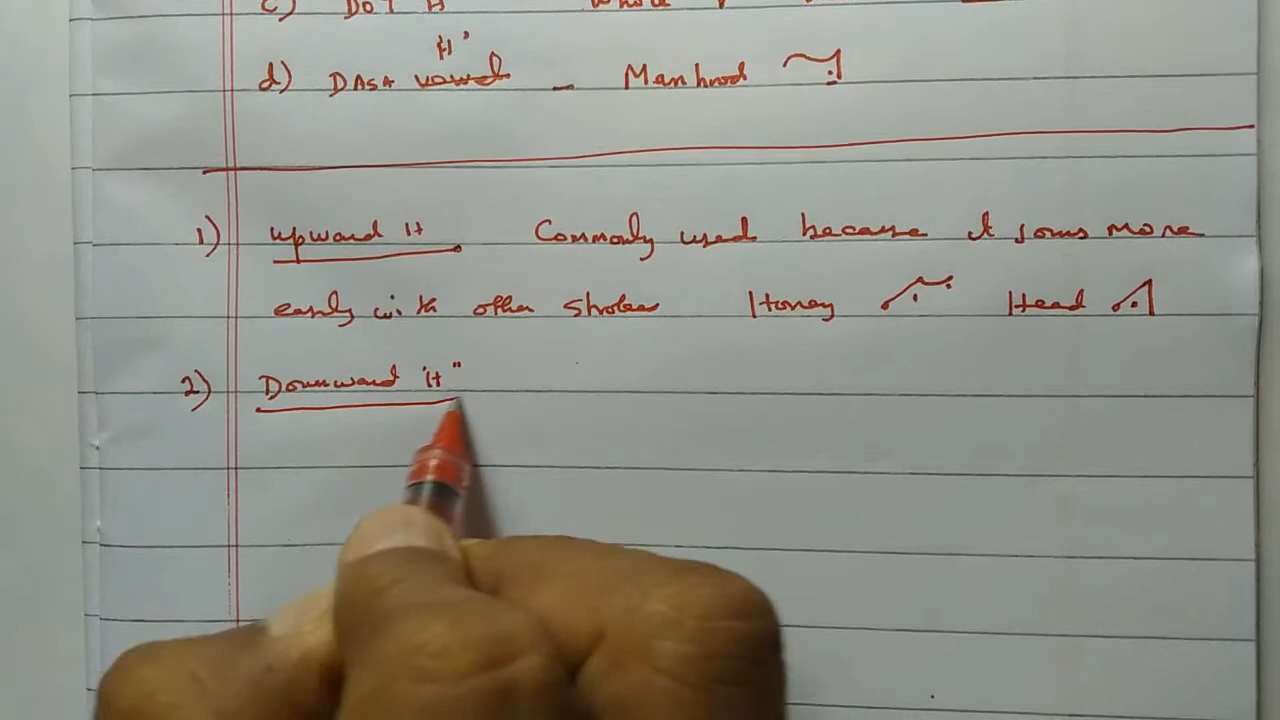 c) DOT H
H'
d) DASH vowel - Manhood
1) upward H Commonly used because it joins more
easily with other strokes Honey Head
2) Downward "H"